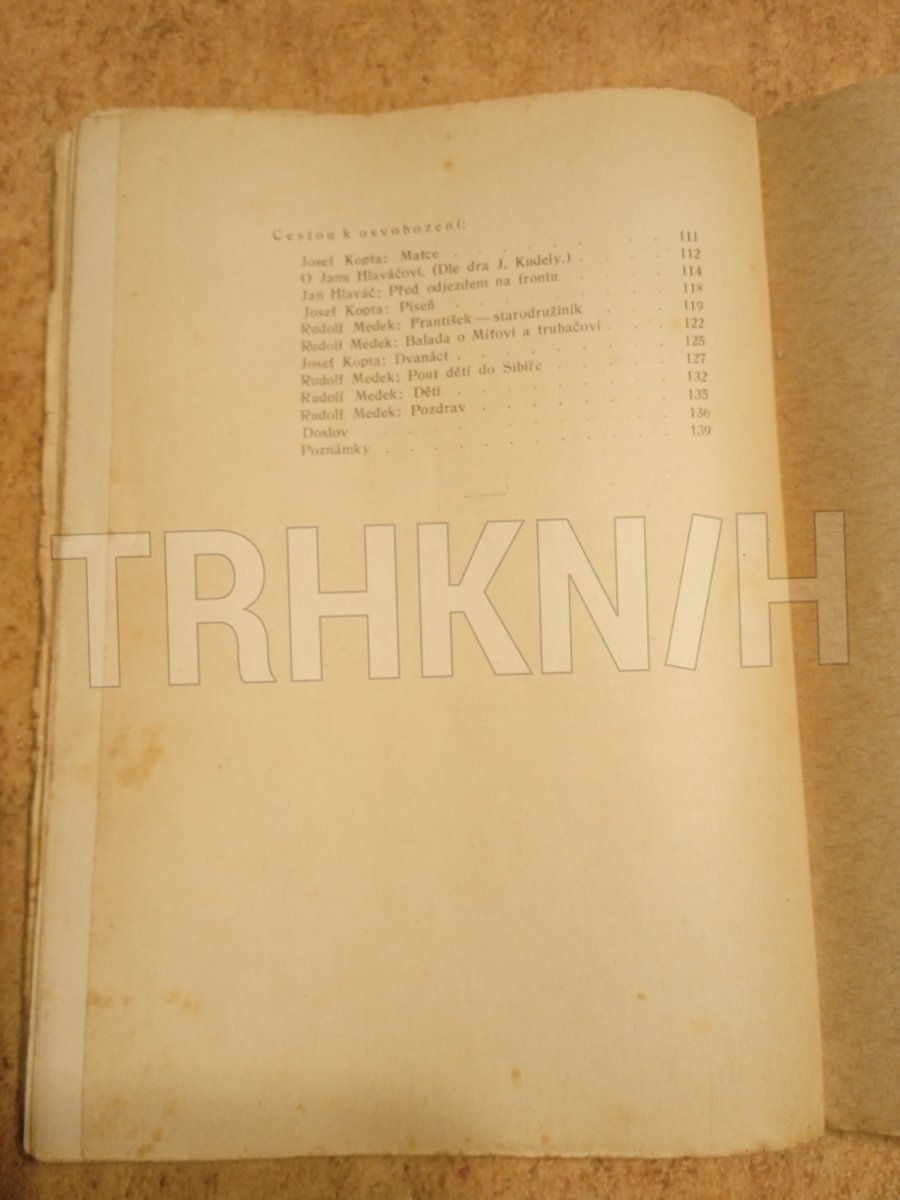 Cestou k osvobození:
Josef Kopta: Matce . . . . . . 111
O Janu Hlaváčovi. (Dle dra J. Kudely.) . . . . 112
Jan Hlaváč: Před odjezdem na frontu . . . . 114
Josef Kopta: Píseň . . . . . . 118
Rudolf Medek: František — starodružiník . . . 119
Rudolf Medek: Balada o Míťovi a trubačovi . . . 122
Josef Kopta: Dvanáct . . . . . . 125
Rudolf Medek: Pout dětí do Sibiře . . . . 127
Rudolf Medek: Děti . . . . . . 132
Rudolf Medek: Pozdrav . . . . . . 135
Doslov . . . . . . 136
Poznámky . . . . . . 139
TRHKNIH